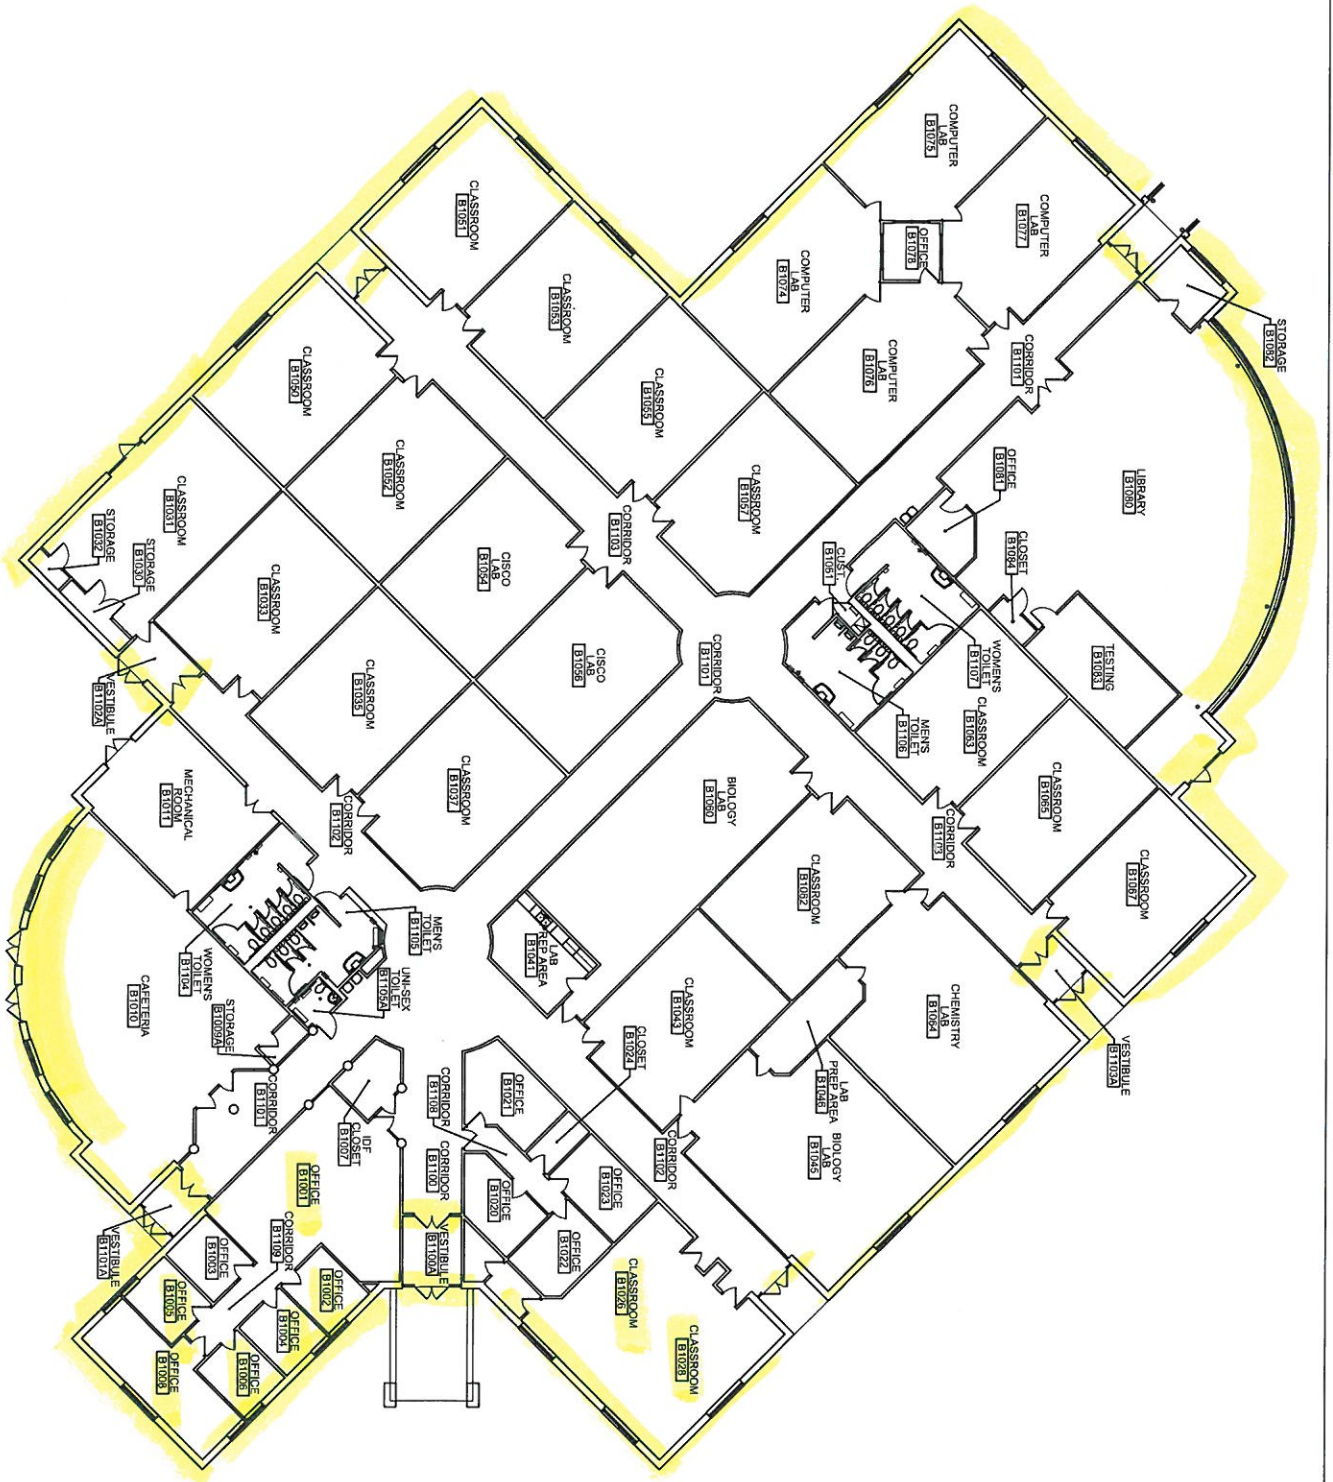 COMPUTER
LAB
B1075
COMPUTER
LAB
B1077
CLASSROOM
B1051
OFFICE
B1078
COMPUTER
LAB
B1074
STORAGE
B1082
CLASSROOM
B1053
COMPUTER
LAB
B1076
CORRIDOR
B1101
CLASSROOM
B1050
CLASSROOM
B1055
CLASSROOM
B1052
OFFICE
B1081
LIBRARY
B1080
CLASSROOM
B1057
CLASSROOM
B1031
STORAGE
B1032
STORAGE
B1030
CORRIDOR
B1103
CISCO
LAB
B1054
CUST.
B1051
CLOSET
B1084
CLASSROOM
B1033
CISCO
LAB
B1056
CORRIDOR
B1101
WOMEN'S
TOILET
B1107
TESTING
B1083
VESTIBULE
B1102A
CLASSROOM
B1035
MEN'S
TOILET
B1106
CLASSROOM
B1063
MECHANICAL
ROOM
B1011
CORRIDOR
B1102
CLASSROOM
B1037
BIOLOGY
LAB
B1060
CLASSROOM
B1065
CORRIDOR
B1103
CLASSROOM
B1062
CLASSROOM
B1067
MEN'S
TOILET
B1105
WOMEN'S
TOILET
B1104
LAB
PREP AREA
B1041
UNI-SEX
TOILET
B1105A
CAFETERIA
B1010
STORAGE
B1009A
CLASSROOM
B1043
CHEMISTRY
LAB
B1064
CLOSET
B1024
VESTIBULE
B1103A
LAB
PREP AREA
B1046
CORRIDOR
B1101
IDF
CLOSET
B1007
CORRIDOR
B1108
OFFICE
B1021
CORRIDOR
B1102
BIOLOGY
LAB
B1045
OFFICE
B1001
CORRIDOR
B1100
OFFICE
B1020
OFFICE
B1023
VESTIBULE
B1101A
OFFICE
B1003
CORRIDOR
B1109
VESTIBULE
B1100A
OFFICE
B1022
OFFICE
B1005
OFFICE
B1002
CLASSROOM
B1026
OFFICE
B1004
OFFICE
B1008
OFFICE
B1006
CLASSROOM
B1028